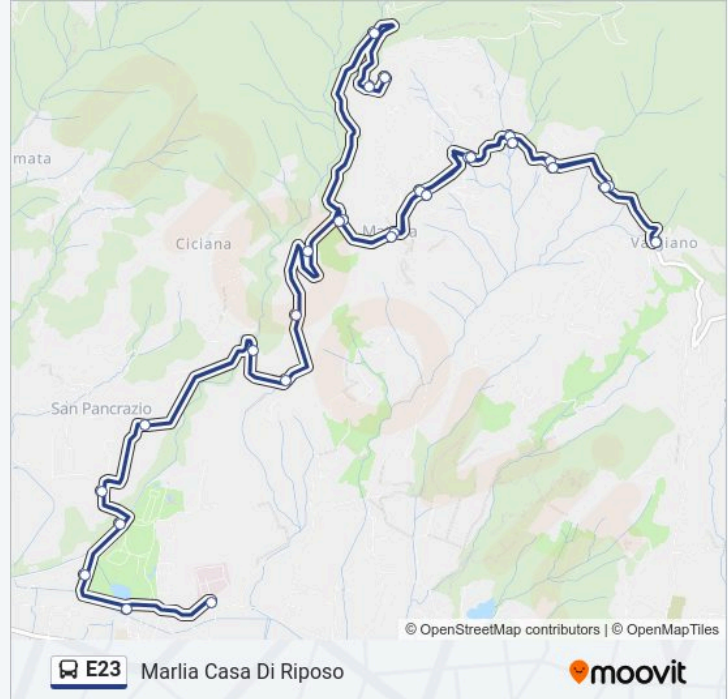 mata
Ciciana
San Pancrazio
© OpenStreetMap contributors | © OpenMapTiles
E23 Marlia Casa Di Riposo
moovit